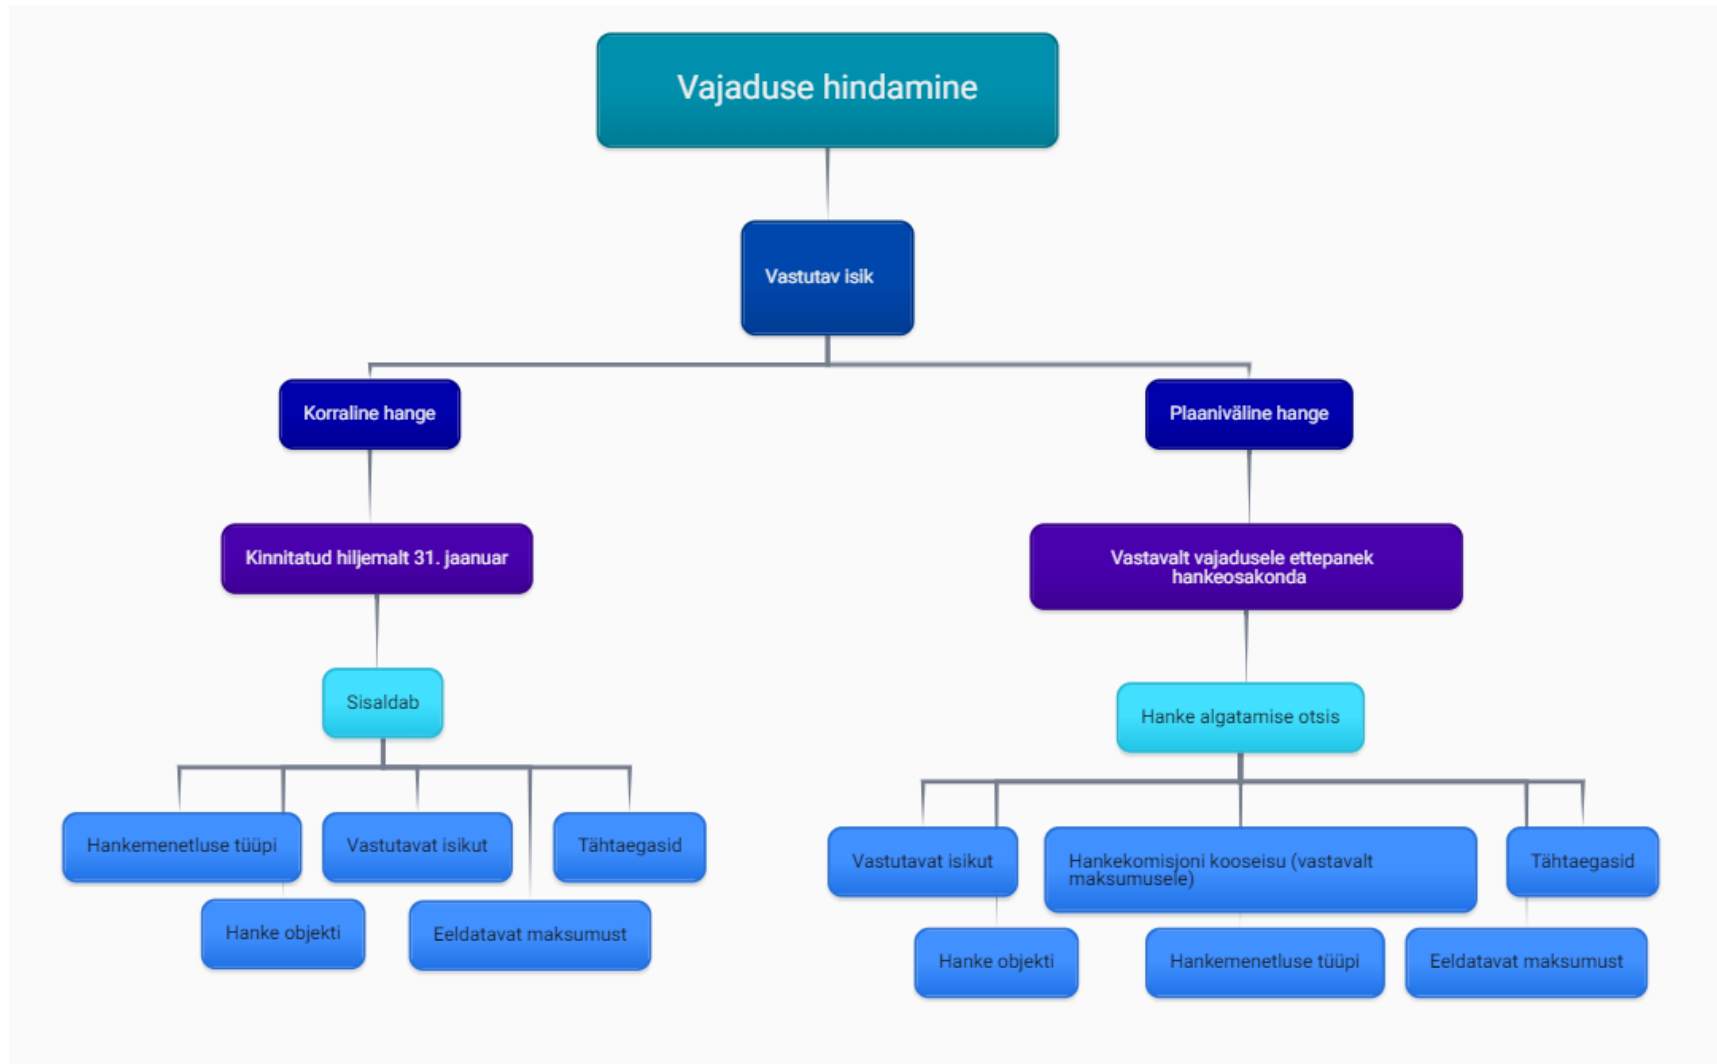 Vajaduse hindamine
Vastutav isik
Korraline hange
Plaaniväline hange
Kinnitatud hiljemalt 31. jaanuar
Vastavalt vajadusele ettepanek
hankeosakonda
Sisaldab
Hanke algatamise otsis
Hankemenetluse tüüpi
Vastutavat isikut
Tähtaegasid
Hanke objekti
Eeldatavat maksumust
Vastutavat isikut
Hankekomisjoni kooseisu (vastavalt
maksumusele)
Tähtaegasid
Hanke objekti
Hankemenetluse tüüpi
Eeldatavat maksumust